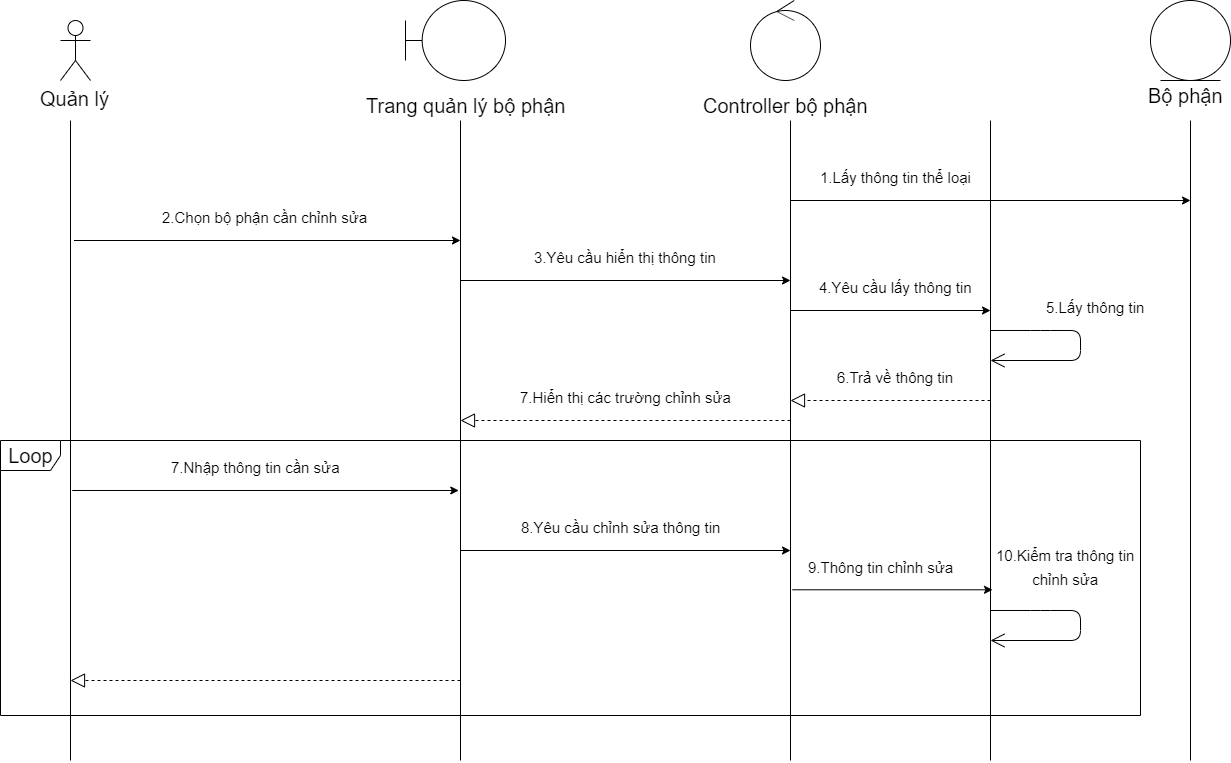 Quản lý
Trang quản lý bộ phận
Controller bộ phận
Bộ phận
1.Lấy thông tin thể loại
2.Chọn bộ phận cần chỉnh sửa
3.Yêu cầu hiển thị thông tin
4.Yêu cầu lấy thông tin
5.Lấy thông tin
6.Trả về thông tin
7.Hiển thị các trường chỉnh sửa
Loop
7.Nhập thông tin cần sửa
8.Yêu cầu chỉnh sửa thông tin
9.Thông tin chỉnh sửa
10.Kiểm tra thông tin
chỉnh sửa